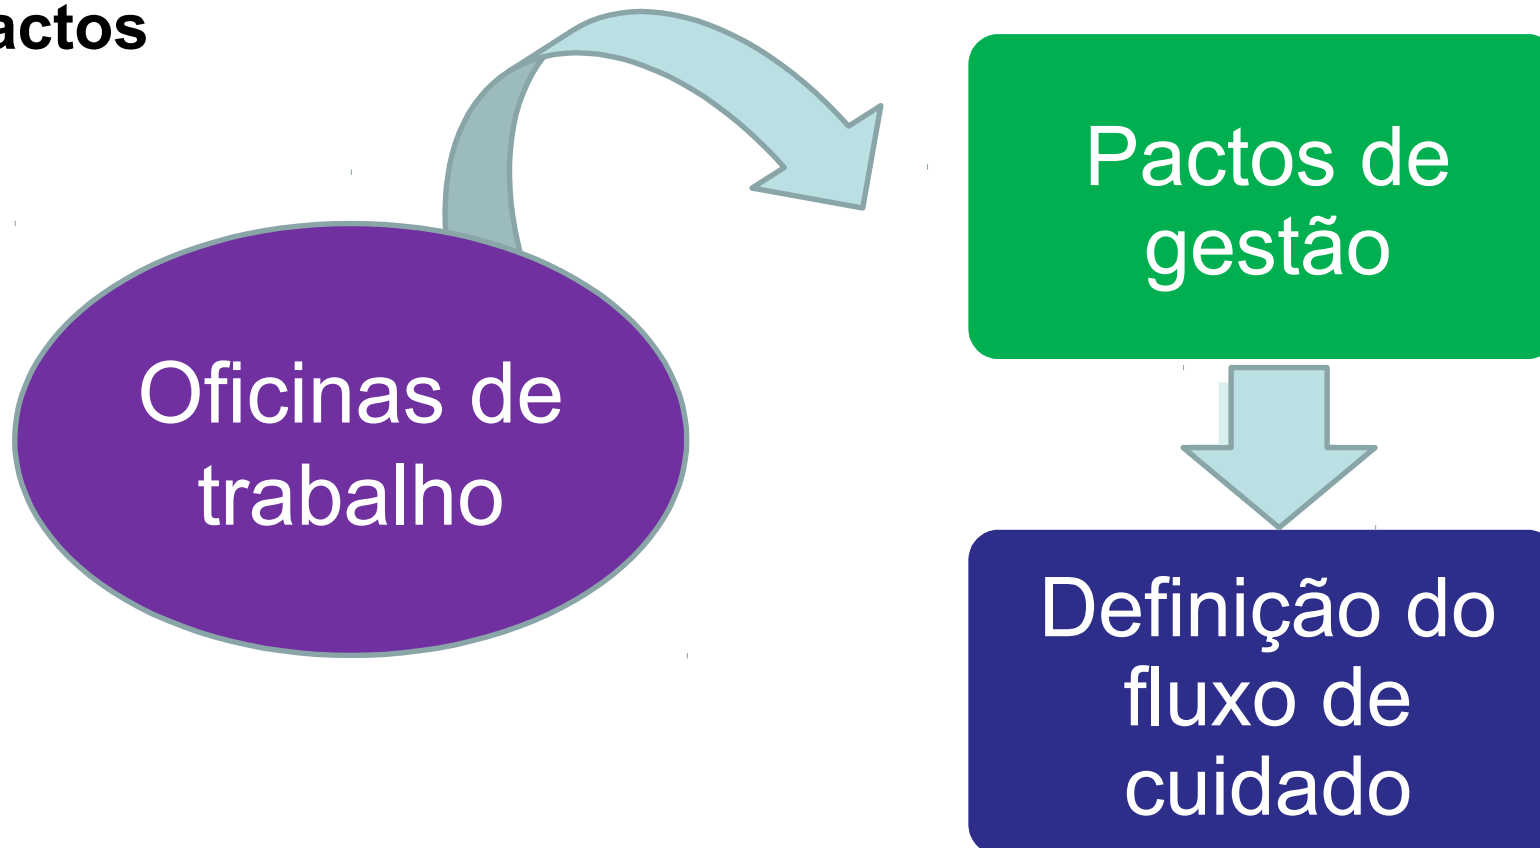 actos
Oficinas de
trabalho
Pactos de
gestão
Definição do
fluxo de
cuidado